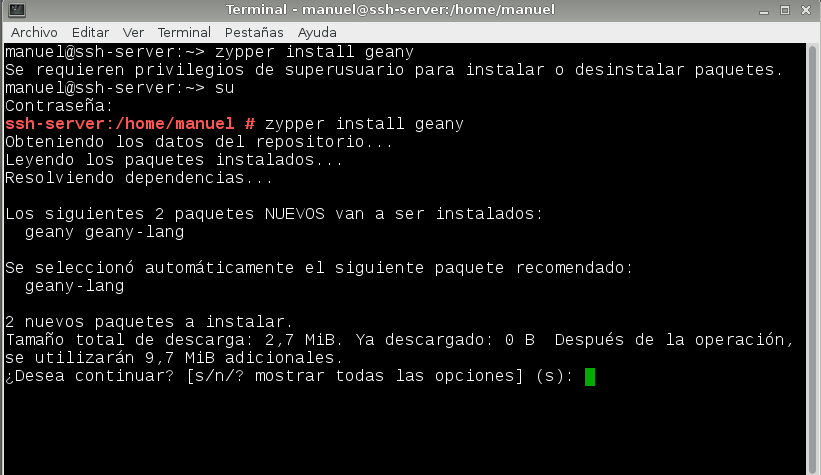 Terminal - manuel@ssh-server:/home/manuel
Archivo Editar Ver Terminal Pestañas Ayuda
manuel@ssh-server:~> zypper install geany
Se requieren privilegios de superusuario para instalar o desinstalar paquetes.
manuel@ssh-server:~> su
Contraseña:
ssh-server:/home/manuel # zypper install geany
Obteniendo los datos del repositorio...
Leyendo los paquetes instalados...
Resolviendo dependencias...
Los siguientes 2 paquetes NUEVOS van a ser instalados:
geany geany-lang
Se seleccionó automáticamente el siguiente paquete recomendado:
geany-lang
2 nuevos paquetes a instalar.
Tamaño total de descarga: 2,7 MiB. Ya descargado: 0 B  Después de la operación,
se utilizarán 9,7 MiB adicionales.
¿Desea continuar? [s/n/? mostrar todas las opciones] (s):